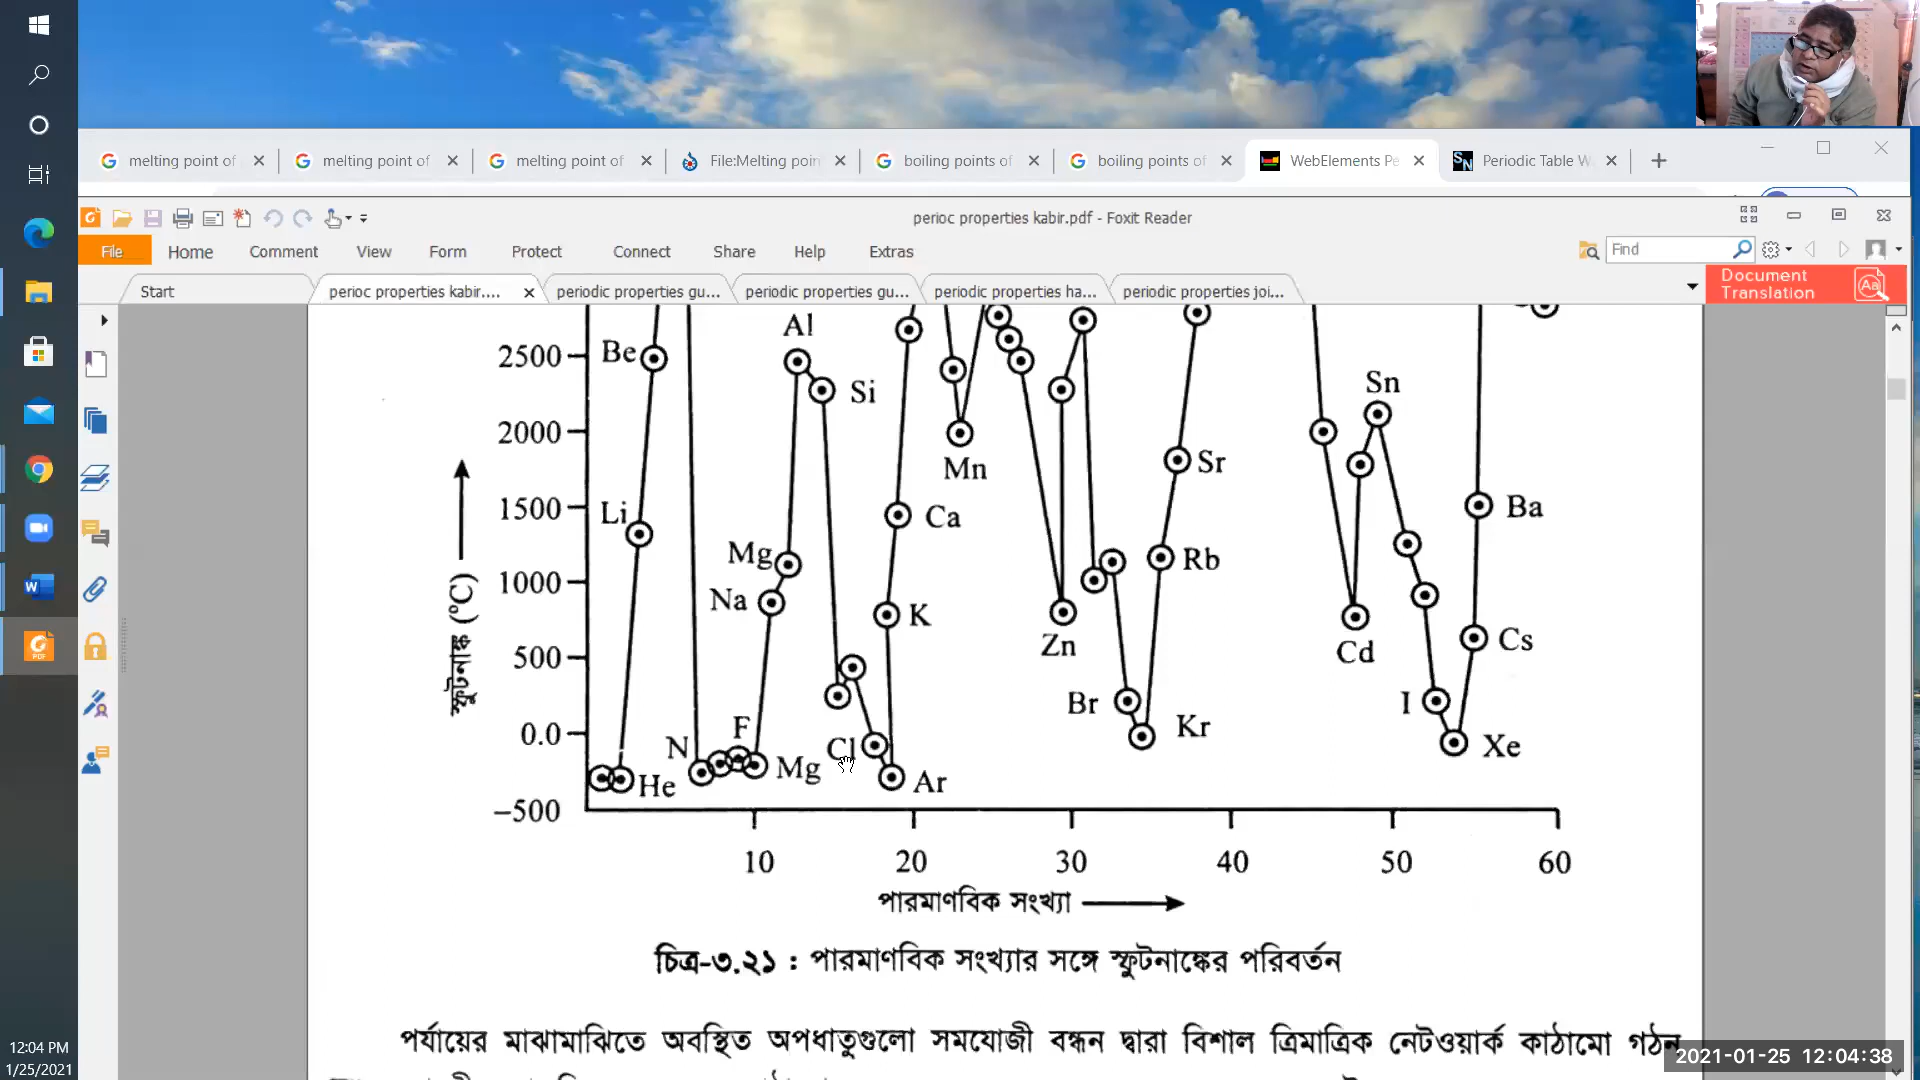 melting point of
melting point of
melting point of
File:Melting poin
boiling points of
boiling points of
WebElements Pe
Periodic Table W
perioc properties kabir.pdf - Foxit Reader
File Home Comment View Form Protect Connect Share Help Extras
Find
Start
perioc properties kabir....
periodic properties gu...
periodic properties gu...
periodic properties ha...
periodic properties joi...
Document
Translation
Al
2500
Be
Si
Sn
2000
Mn
Sr
1500
Li
Ca
Ba
Mg
1000
Rb
Na
K
Zn
Cs
Cd
500
Br
I
F
Kr
0.0
N
Cl
Xe
Mg
He
Ar
–500
স্ফুটনাঙ্ক (°C)
10 20 30 40 50 60
পারমাণবিক সংখ্যা
চিত্র-৩.২১ : পারমাণবিক সংখ্যার সঙ্গে স্ফুটনাঙ্কের পরিবর্তন
পর্যায়ের মাঝামাঝিতে অবস্থিত অপধাতুগুলো সমযোজী বন্ধন দ্বারা বিশাল ত্রিমাত্রিক নেটওয়ার্ক কাঠামো গঠন
2021-01-25 12:04:38
12:04 PM
1/25/2021